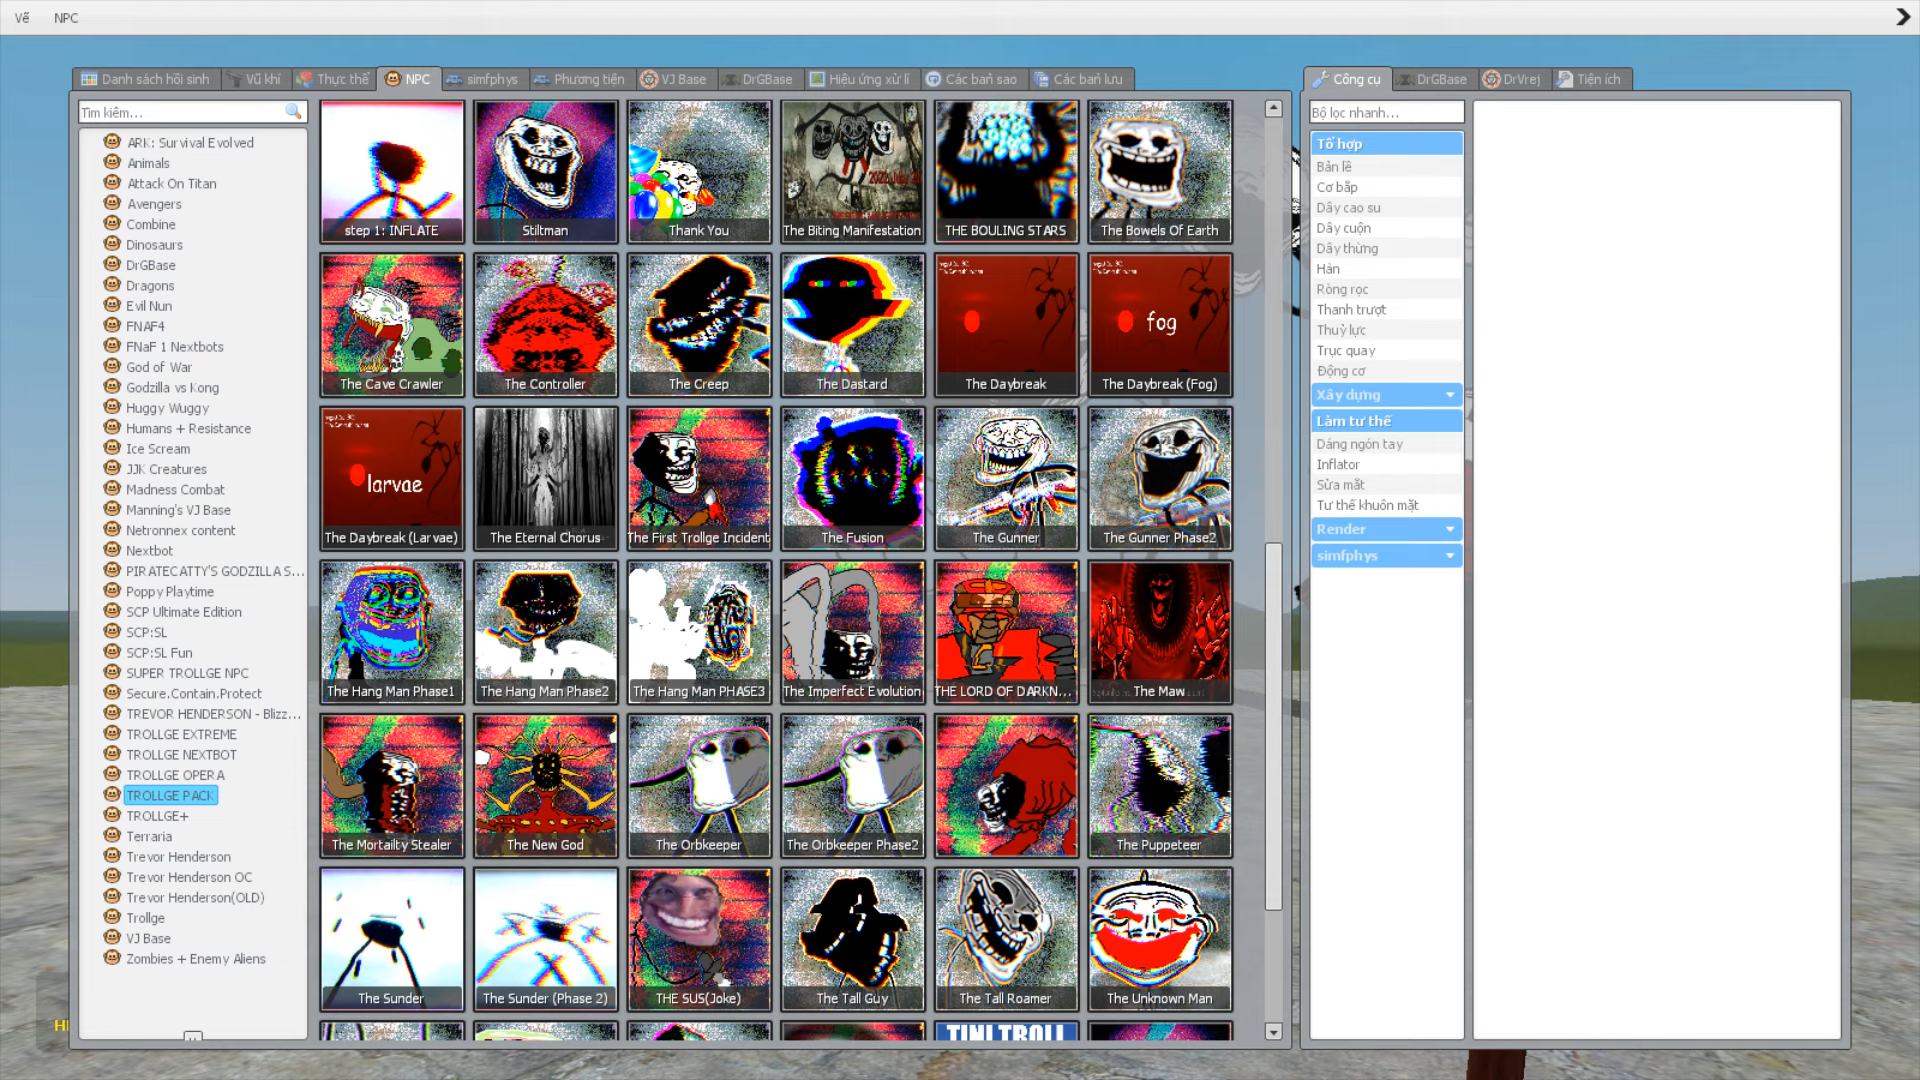 Vẽ NPC
Danh sách hồi sinh Vũ khí Thực thể NPC simfphys Phương tiện VJ Base DrGBase Hiệu ứng xử lí Các bản sao Các bản lưu
Công cụ DrGBase DrVrej Tiện ích
Tìm kiếm...
ARK: Survival Evolved
Animals
Attack On Titan
Avengers
Combine
Dinosaurs
DrGBase
Dragons
Evil Nun
FNAF4
FNaF 1 Nextbots
God of War
Godzilla vs Kong
Huggy Wuggy
Humans + Resistance
Ice Scream
JJK Creatures
Madness Combat
Manning's VJ Base
Netronnex content
Nextbot
PIRATECATTY'S GODZILLA S...
Poppy Playtime
SCP Ultimate Edition
SCP:SL
SCP:SL Fun
SUPER TROLLGE NPC
Secure.Contain.Protect
TREVOR HENDERSON - Blizz...
TROLLGE EXTREME
TROLLGE NEXTBOT
TROLLGE OPERA
TROLLGE PACK
TROLLGE+
Terraria
Trevor Henderson
Trevor Henderson OC
Trevor Henderson(OLD)
Trollge
VJ Base
Zombies + Enemy Aliens
step 1: INFLATE
Stiltman
Thank You
The Biting Manifestation
THE BOULING STARS
The Bowels Of Earth
The Cave Crawler
The Controller
The Creep
The Dastard
The Daybreak
fog
The Daybreak (Fog)
larvae
The Daybreak (Larvae)
The Eternal Chorus
The First Trollge Incident
The Fusion
The Gunner
The Gunner Phase2
The Hang Man Phase1
The Hang Man Phase2
The Hang Man PHASE3
The Imperfect Evolution
THE LORD OF DARKN...
The Maw
The Mortailty Stealer
The New God
The Orbkeeper
The Orbkeeper Phase2
The Puppeteer
The Sunder
The Sunder (Phase 2)
THE SUS(Joke)
The Tall Guy
The Tall Roamer
The Unknown Man
TINI TROLL
Bộ lọc nhanh...
Tổ hợp
Bản lề
Cơ bắp
Dây cao su
Dây cuộn
Dây thừng
Hàn
Ròng rọc
Thanh trượt
Thuỷ lực
Trục quay
Động cơ
Xây dựng
Làm tư thế
Dáng ngón tay
Inflator
Sửa mắt
Tư thế khuôn mặt
Render
simfphys